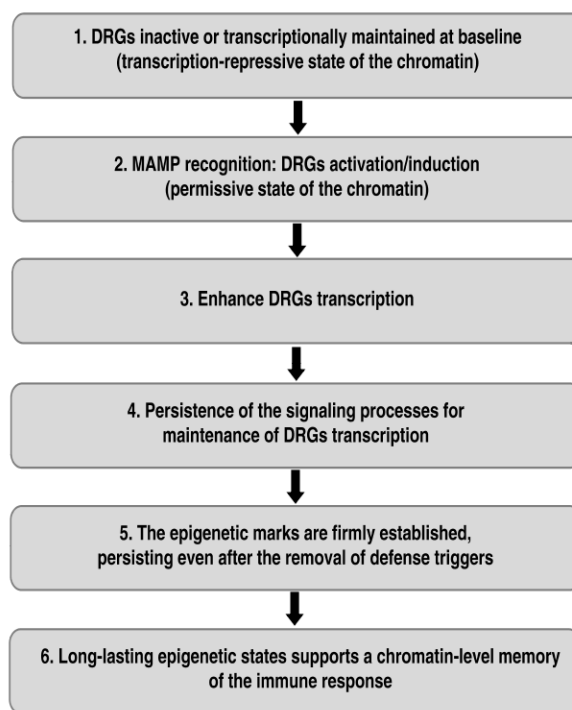 1. DRGs inactive or transcriptionally maintained at baseline
(transcription-repressive state of the chromatin)
2. MAMP recognition: DRGs activation/induction
(permissive state of the chromatin)
3. Enhance DRGs transcription
4. Persistence of the signaling processes for
maintenance of DRGs transcription
5. The epigenetic marks are firmly established,
persisting even after the removal of defense triggers
6. Long-lasting epigenetic states supports a chromatin-level memory
of the immune response